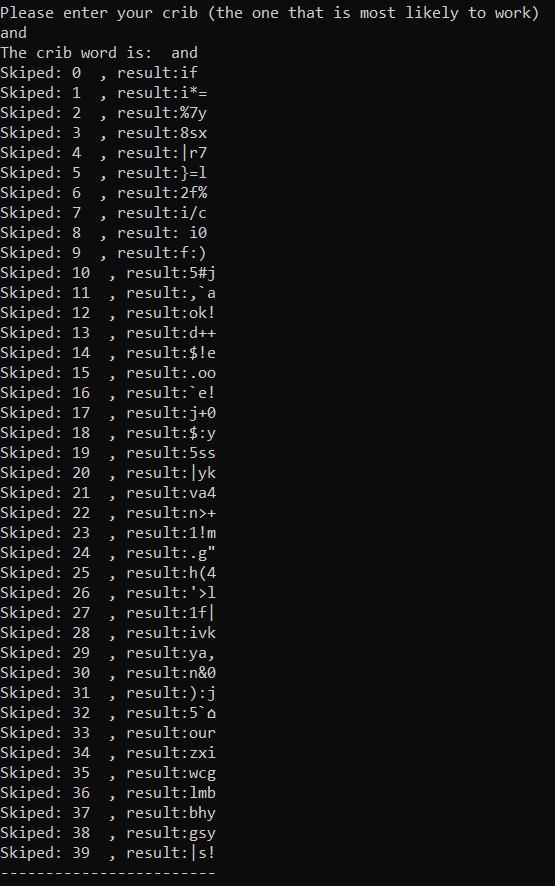 Please enter your crib (the one that is most likely to work)
and
The crib word is:  and
Skiped: 0  , result:if
Skiped: 1  , result:i*=
Skiped: 2  , result:%7y
Skiped: 3  , result:8sx
Skiped: 4  , result:|r7
Skiped: 5  , result:}=l
Skiped: 6  , result:2f%
Skiped: 7  , result:i/c
Skiped: 8  , result: i0
Skiped: 9  , result:f:)
Skiped: 10  , result:5#j
Skiped: 11  , result:,`a
Skiped: 12  , result:ok!
Skiped: 13  , result:d++
Skiped: 14  , result:$!e
Skiped: 15  , result:.oo
Skiped: 16  , result:`e!
Skiped: 17  , result:j+0
Skiped: 18  , result:$:y
Skiped: 19  , result:5ss
Skiped: 20  , result:|yk
Skiped: 21  , result:va4
Skiped: 22  , result:n>+
Skiped: 23  , result:1!m
Skiped: 24  , result:.g"
Skiped: 25  , result:h(4
Skiped: 26  , result:'>l
Skiped: 27  , result:1f|
Skiped: 28  , result:ivk
Skiped: 29  , result:ya,
Skiped: 30  , result:n&0
Skiped: 31  , result:):j
Skiped: 32  , result:5`⌂
Skiped: 33  , result:our
Skiped: 34  , result:zxi
Skiped: 35  , result:wcg
Skiped: 36  , result:lmb
Skiped: 37  , result:bhy
Skiped: 38  , result:gsy
Skiped: 39  , result:|s!
------------------------